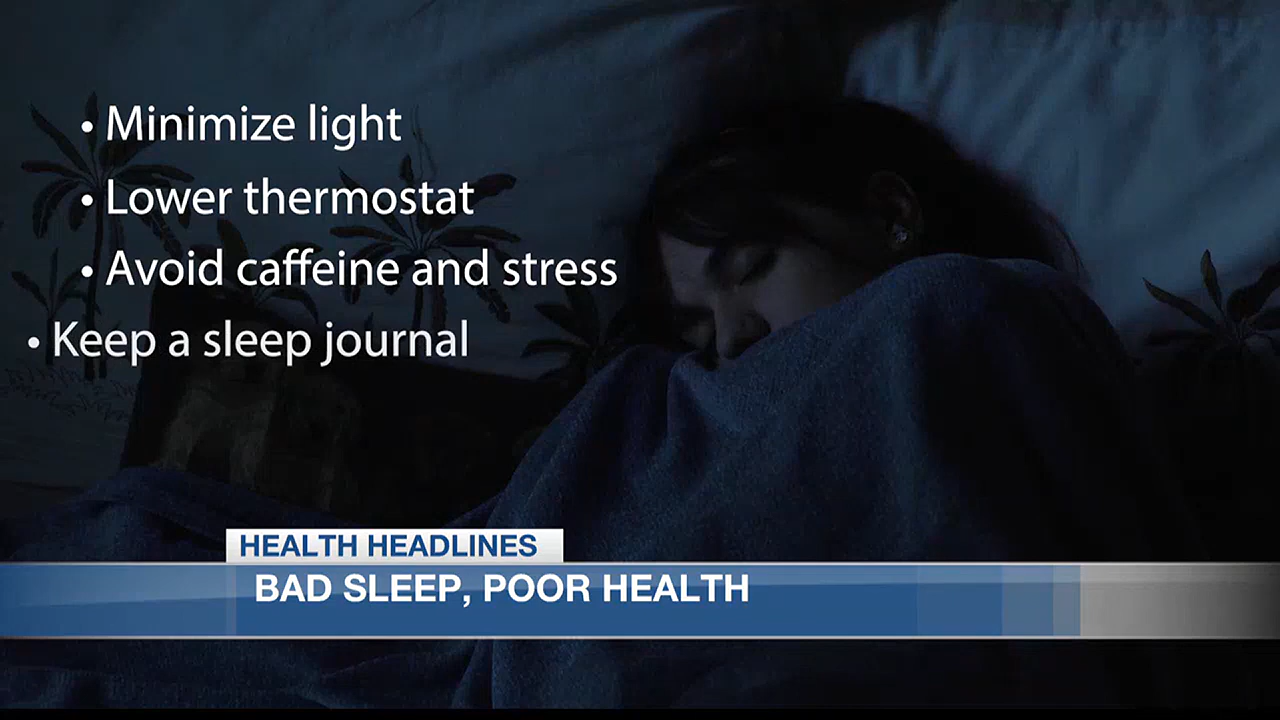 • Minimize light
• Lower thermostat
• Avoid caffeine and stress
• Keep a sleep journal
HEALTH HEADLINES
BAD SLEEP, POOR HEALTH